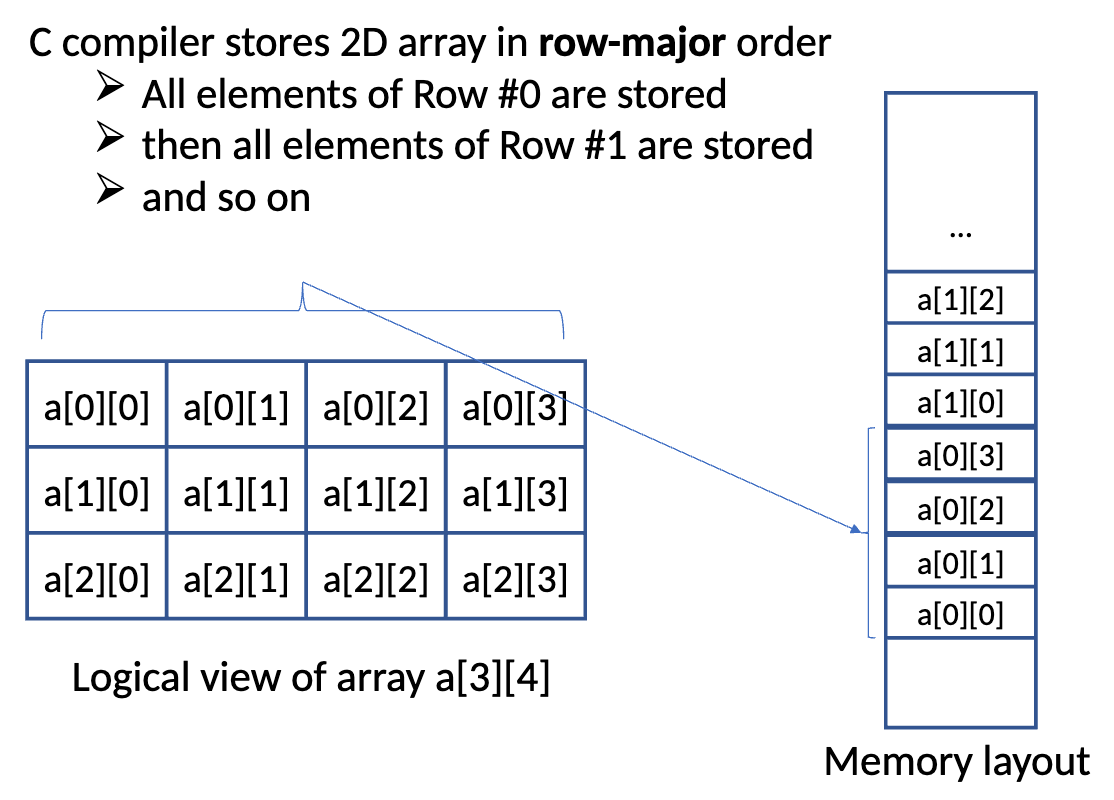 C compiler stores 2D array in row-major order
➢ All elements of Row #0 are stored
➢ then all elements of Row #1 are stored
➢ and so on
a[0][0] a[0][1] a[0][2] a[0][3]
a[1][0] a[1][1] a[1][2] a[1][3]
a[2][0] a[2][1] a[2][2] a[2][3]
Logical view of array a[3][4]
...
a[1][2]
a[1][1]
a[1][0]
a[0][3]
a[0][2]
a[0][1]
a[0][0]
Memory layout